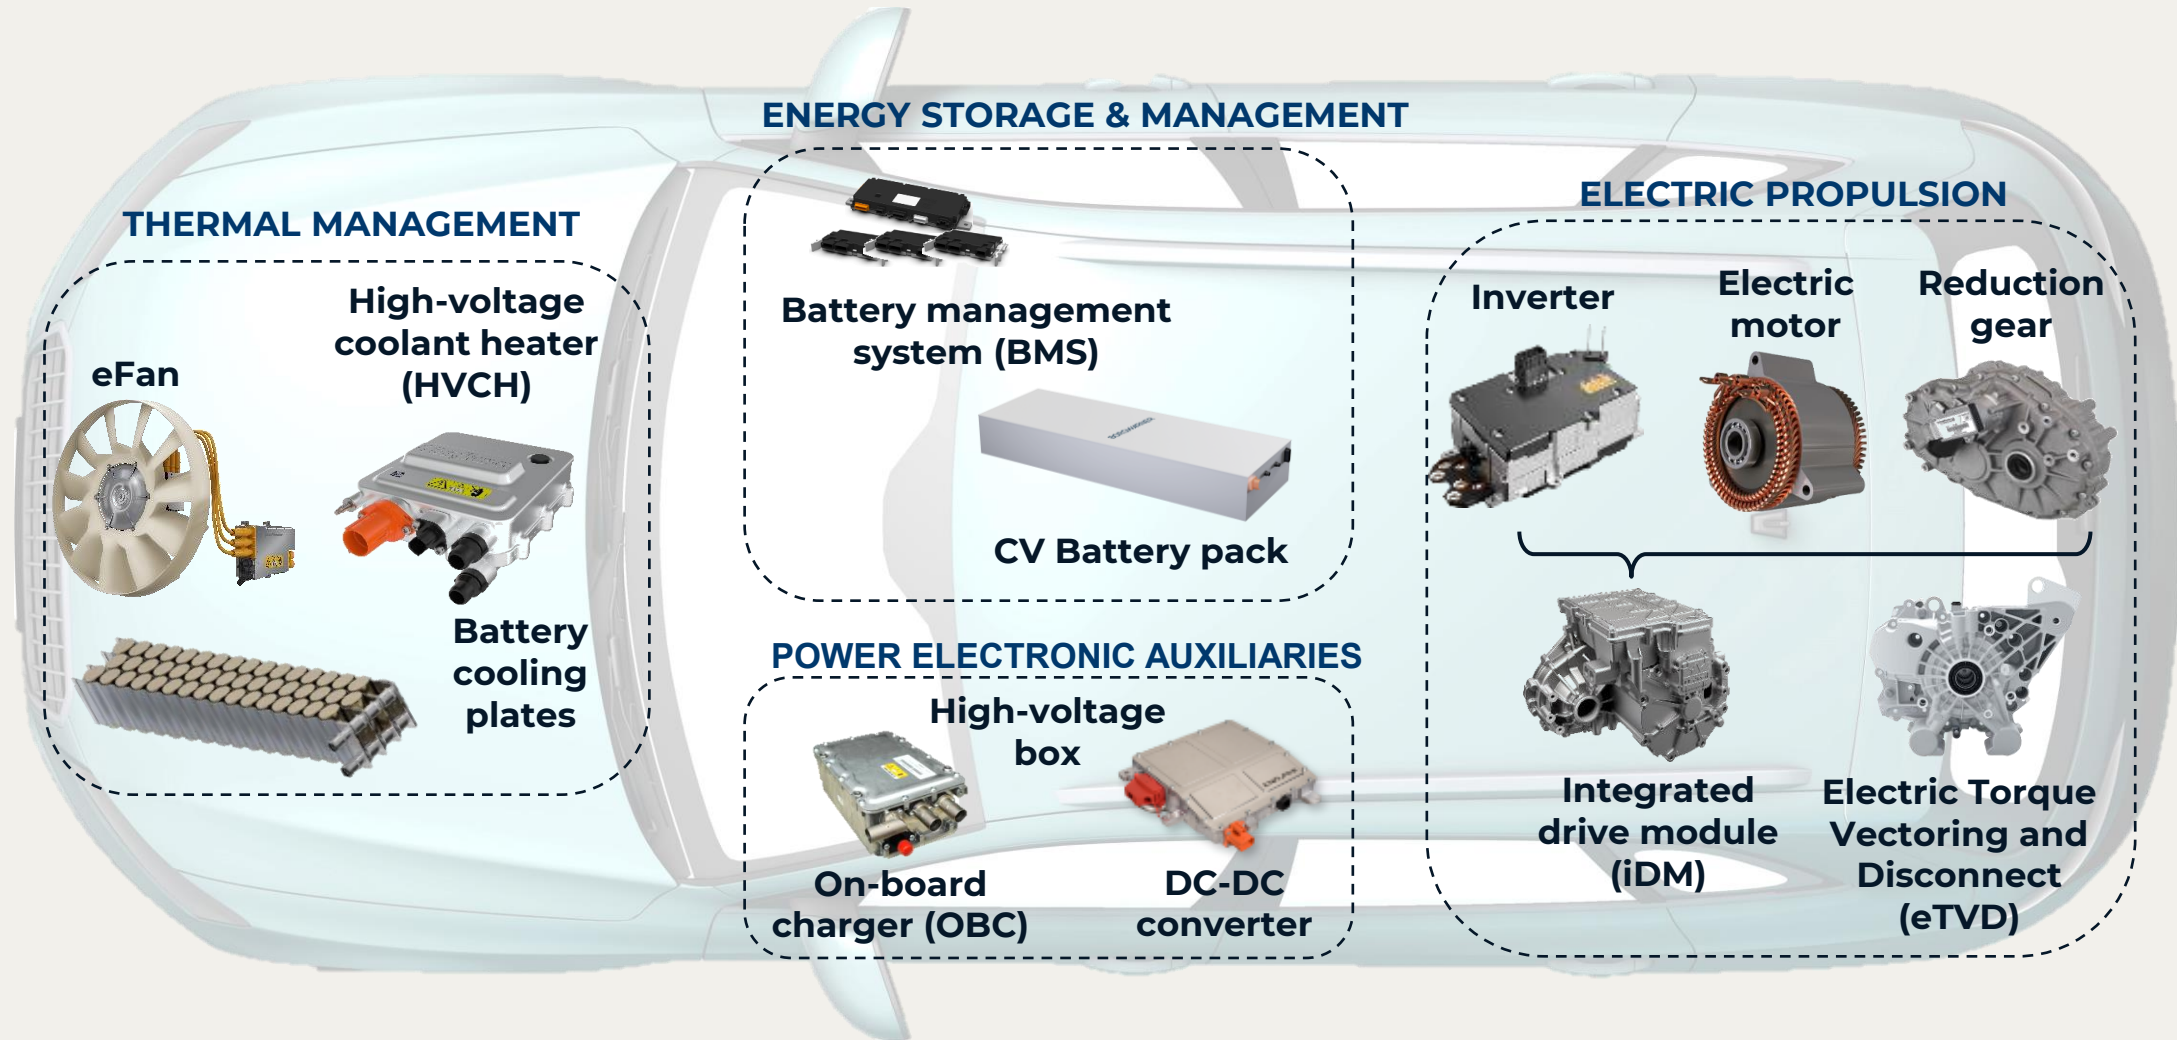 ENERGY STORAGE & MANAGEMENT
THERMAL MANAGEMENT
ELECTRIC PROPULSION
High-voltage
coolant heater
(HVCH)
eFan
Battery
cooling
plates
Battery management
system (BMS)
BORGWARNER
CV Battery pack
POWER ELECTRONIC AUXILIARIES
High-voltage
box
On-board
charger (OBC)
DC-DC
converter
Inverter
Electric
motor
Reduction
gear
Integrated
drive module
(iDM)
Electric Torque
Vectoring and
Disconnect
(eTVD)